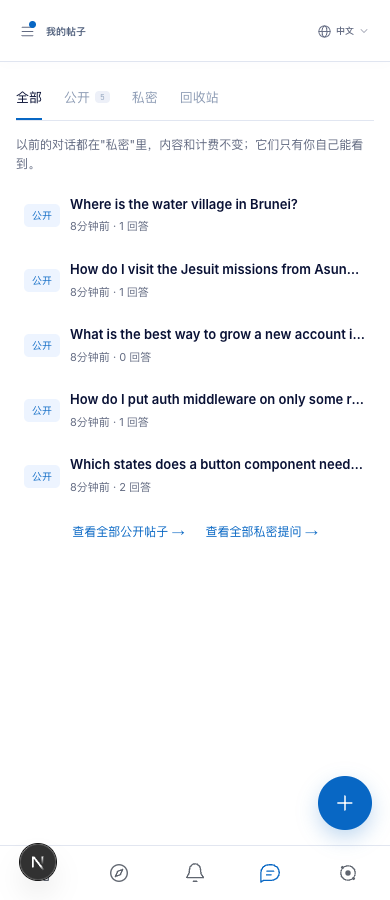 我的帖子
中文
全部
公开 5
私密
回收站
以前的对话都在"私密"里，内容和计费不变；它们只有你自己能看
到。
公开
Where is the water village in Brunei?
8分钟前 · 1 回答
公开
How do I visit the Jesuit missions from Asun...
8分钟前 · 1 回答
公开
What is the best way to grow a new account i...
8分钟前 · 0 回答
公开
How do I put auth middleware on only some r...
8分钟前 · 1 回答
公开
Which states does a button component need...
8分钟前 · 2 回答
查看全部公开帖子 →
查看全部私密提问 →
N